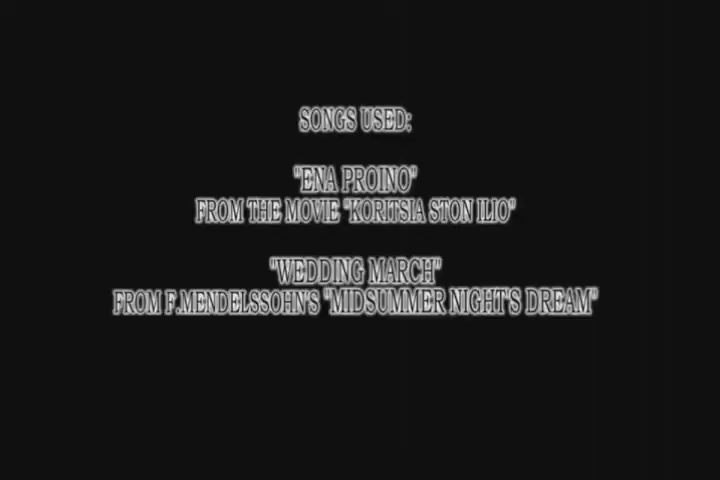 SONGS USED:
"ENA PROINO"
FROM THE MOVIE "KORITSIA STON ILIO"
"WEDDING MARCH"
FROM F.MENDELSSOHN'S "MIDSUMMER NIGHT'S DREAM"